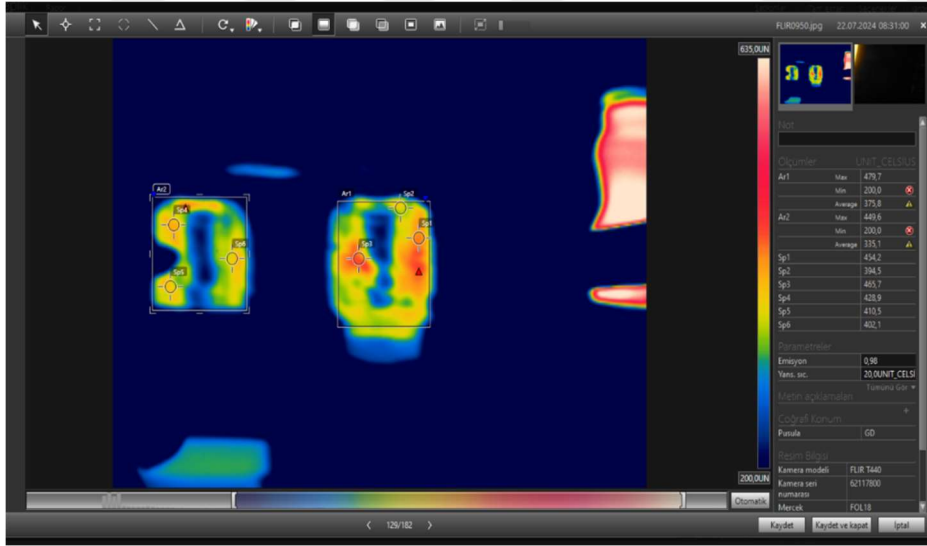 FLIR0950.jpg 22.07.2024 08:31:00 ×
635,0UN
Ar2
Sp4
Sp6
Sp5
Ar1
Sp2
Sp1
Sp3
200,0UN
Otomatik
129/182
Not
Ölçümler UNIT_CELSIUS
Ar1 Max 479,7
Min 200,0
Average 375,8
Ar2 Max 449,6
Min 200,0
Average 335,1
Sp1 454,2
Sp2 394,5
Sp3 465,7
Sp4 428,9
Sp5 410,5
Sp6 402,1
Parametreler
Emisyon 0,98
Yans. sıc. 20,0UNIT_CELSI
Tümünü Gör
Metin açıklamaları
Coğrafi Konum
Pusula GD
Resim Bilgisi
Kamera modeli FLIR T440
Kamera seri numarası 62117800
Mercek FOL18
Kaydet Kaydet ve kapat İptal